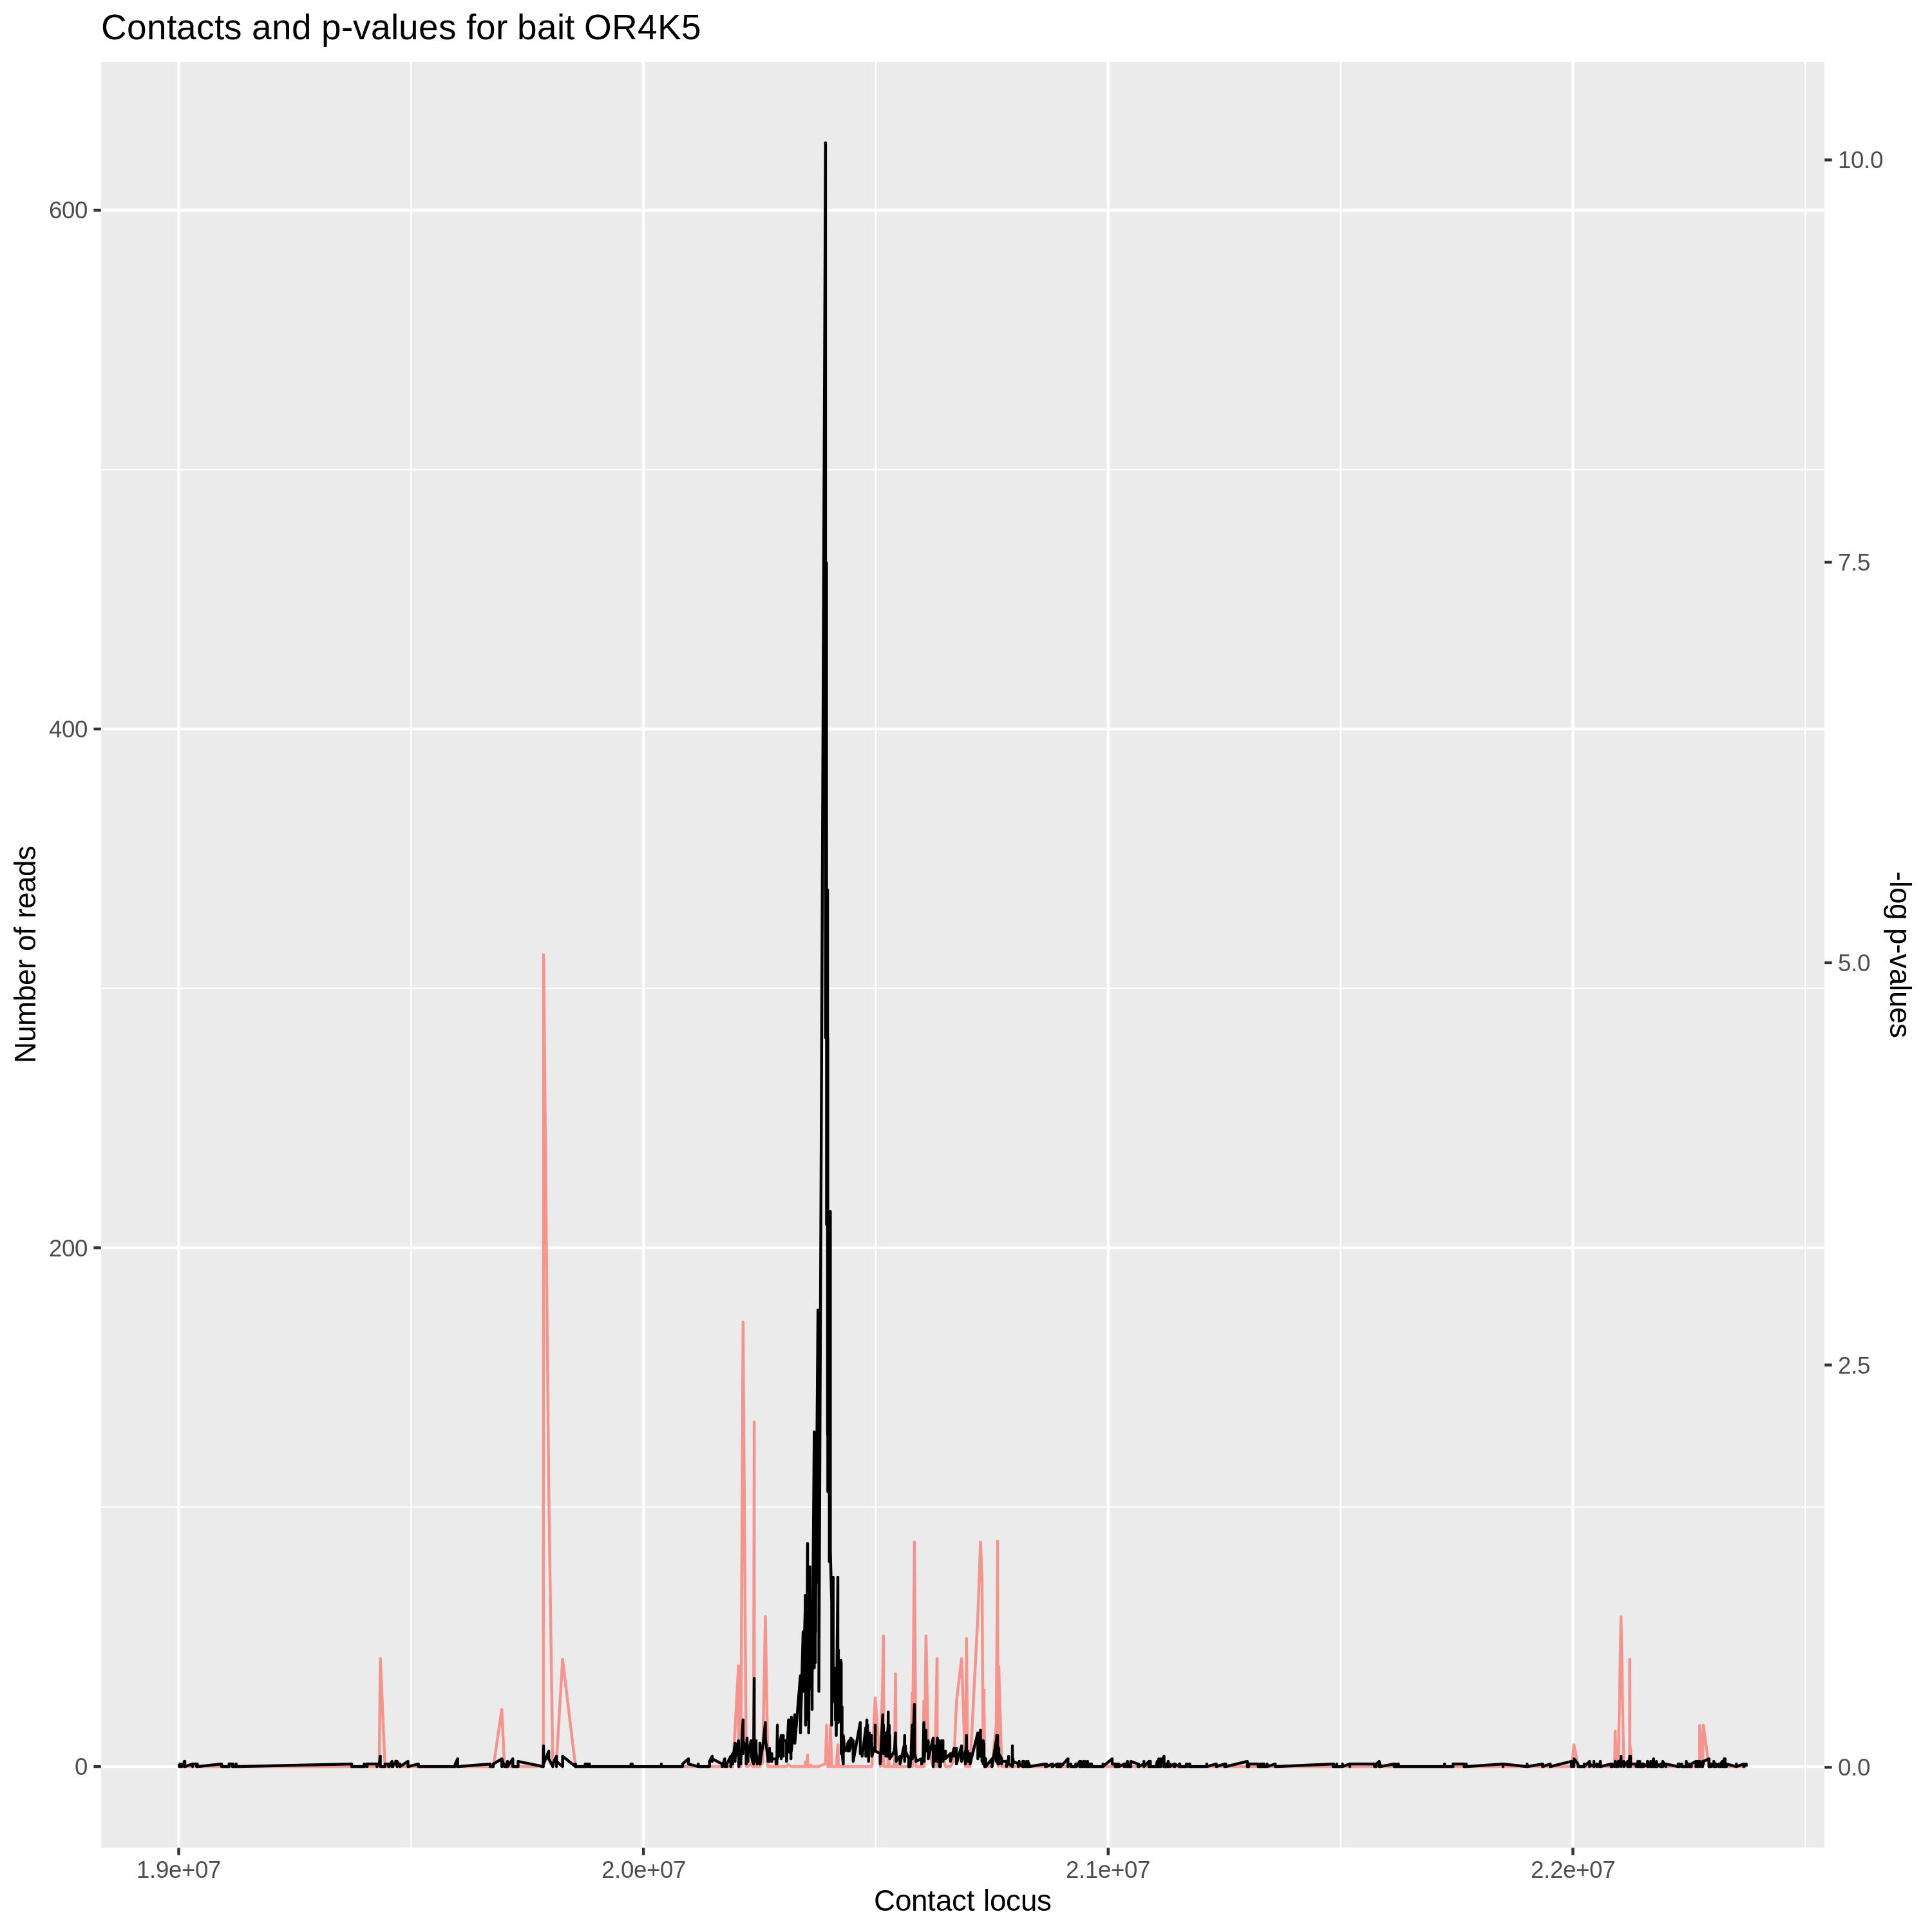 Contacts and p-values for bait OR4K5
600
400
200
0
10.0
7.5
5.0
2.5
0.0
Number of reads
-log p-values
1.9e+07
2.0e+07
2.1e+07
2.2e+07
Contact locus